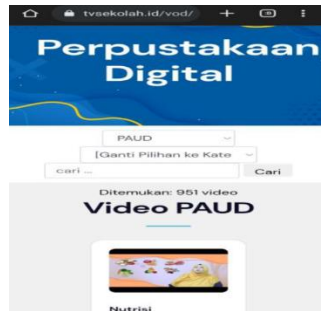 tvsekolah.id/vod/
Perpustakaan
Digital
PAUD
[Ganti Pilihan ke Kate
cari ...
Cari
Ditemukan: 951 video
Video PAUD
Nutrisi